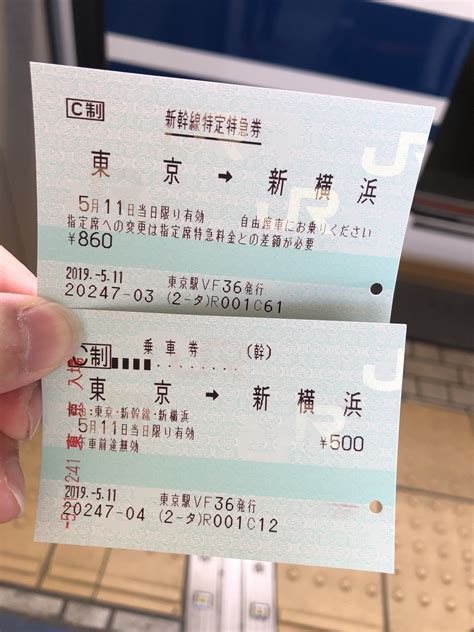 C制
新幹線特定特急券
東京 → 新横浜
5月11日当日限り有効 自由席車にお乗りください
指定席への変更は指定席特急料金との差額が必要
¥860
2019.-5.11 東京駅VF36発行
20247-03 (2-タ)R001C61
C制
乗車券 (幹)
東京 → 新横浜
:東京・新幹線・新横浜
5月11日当日限り有効
¥500
車前途無効
2019.-5.11 東京駅VF36発行
20247-04 (2-タ)R001C12
入場
JR